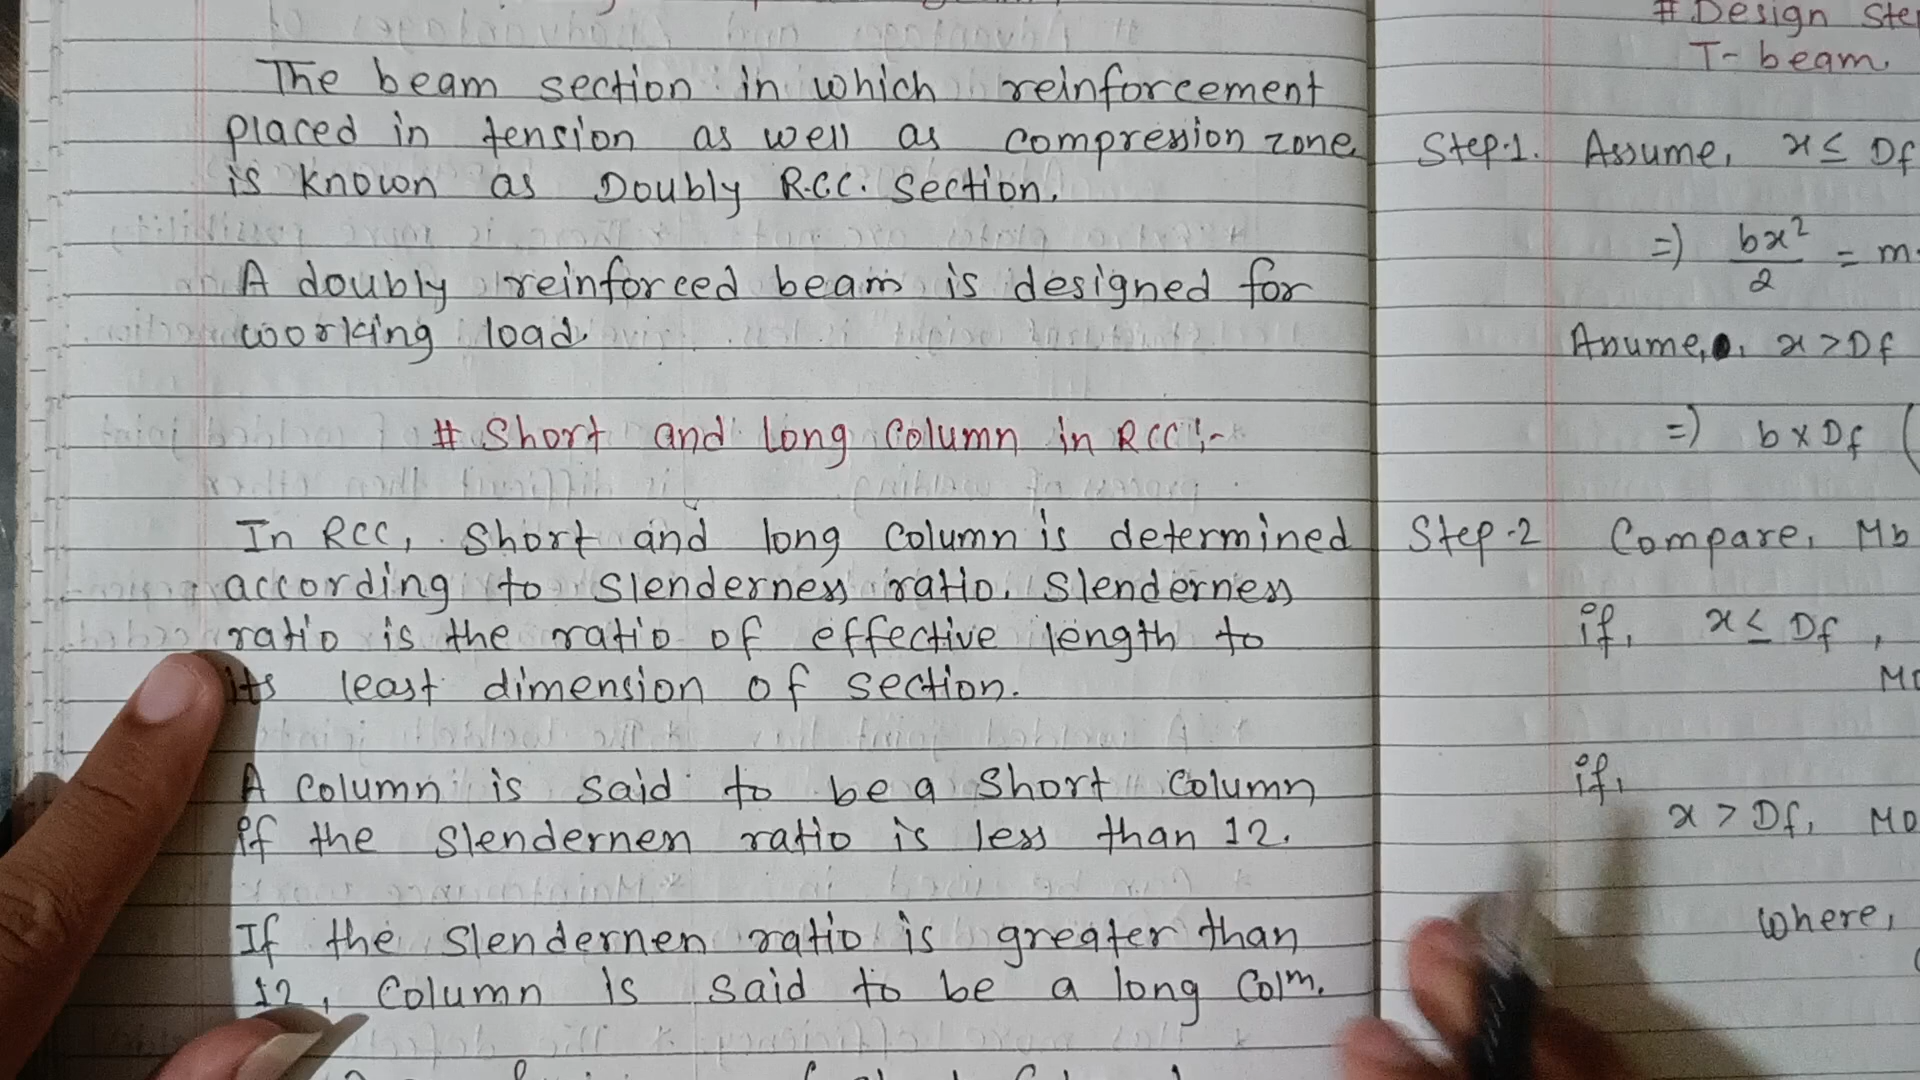 The beam section in which reinforcement
placed in tension as well as compression zone
is known as Doubly R.C.C. Section.
A doubly reinforced beam is designed for
working load.
# Short and long Column in RCC :-
In RCC, Short and long Column is determined
according to Slenderness ratio. Slenderness
ratio is the ratio of effective length to
its least dimension of section.
A Column is said to be a Short Column
if the Slenderness ratio is less than 12.
If the Slenderness ratio is greater than
12, Column is said to be a long Colm.
# Design Ste
T-beam.
Step-1. Assume, x ≤ Df
=) bx²/2 = m
Assume, x > Df
=) b x Df (
Step-2 Compare, Mb
if, x ≤ Df ,
if,
x > Df,
where,